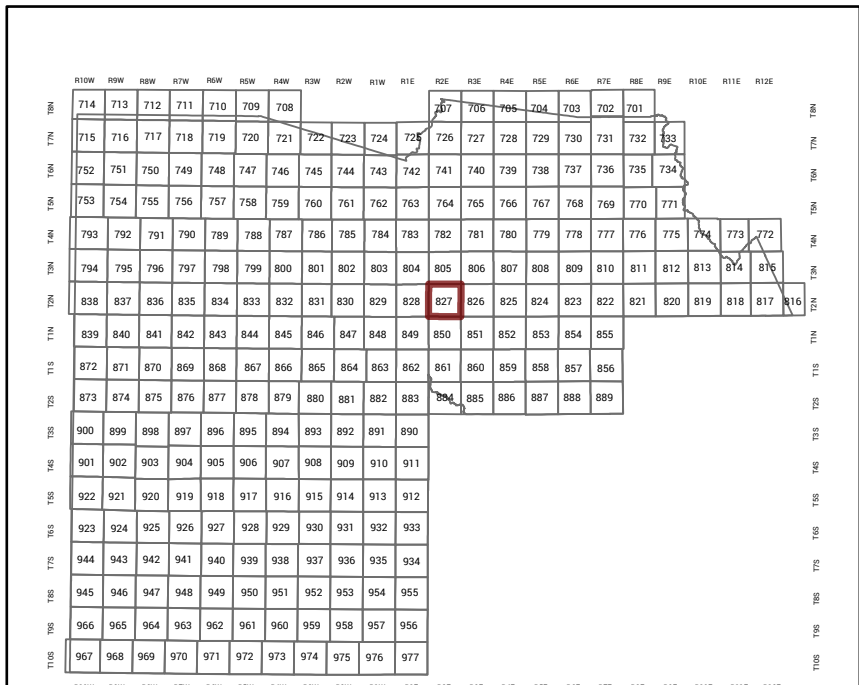 R10W R9W R8W R7W R6W R5W R4W R3W R2W R1W R1E R2E R3E R4E R5E R6E R7E R8E R9E R10E R11E R12E
T8N 714 713 712 711 710 709 708 707 706 705 704 703 702 701 T8N
T7N 715 716 717 718 719 720 721 722 723 724 725 726 727 728 729 730 731 732 733 T7N
T6N 752 751 750 749 748 747 746 745 744 743 742 741 740 739 738 737 736 735 734 T6N
T5N 753 754 755 756 757 758 759 760 761 762 763 764 765 766 767 768 769 770 771 T5N
T4N 793 792 791 790 789 788 787 786 785 784 783 782 781 780 779 778 777 776 775 774 773 772 T4N
T3N 794 795 796 797 798 799 800 801 802 803 804 805 806 807 808 809 810 811 812 813 814 815 T3N
T2N 838 837 836 835 834 833 832 831 830 829 828 827 826 825 824 823 822 821 820 819 818 817 816 T2N
T1N 839 840 841 842 843 844 845 846 847 848 849 850 851 852 853 854 855 T1N
T1S 872 871 870 869 868 867 866 865 864 863 862 861 860 859 858 857 856 T1S
T2S 873 874 875 876 877 878 879 880 881 882 883 884 885 886 887 888 889 T2S
T3S 900 899 898 897 896 895 894 893 892 891 890 T3S
T4S 901 902 903 904 905 906 907 908 909 910 911 T4S
T5S 922 921 920 919 918 917 916 915 914 913 912 T5S
T6S 923 924 925 926 927 928 929 930 931 932 933 T6S
T7S 944 943 942 941 940 939 938 937 936 935 934 T7S
T8S 945 946 947 948 949 950 951 952 953 954 955 T8S
T9S 966 965 964 963 962 961 960 959 958 957 956 T9S
T10S 967 968 969 970 971 972 973 974 975 976 977 T10S